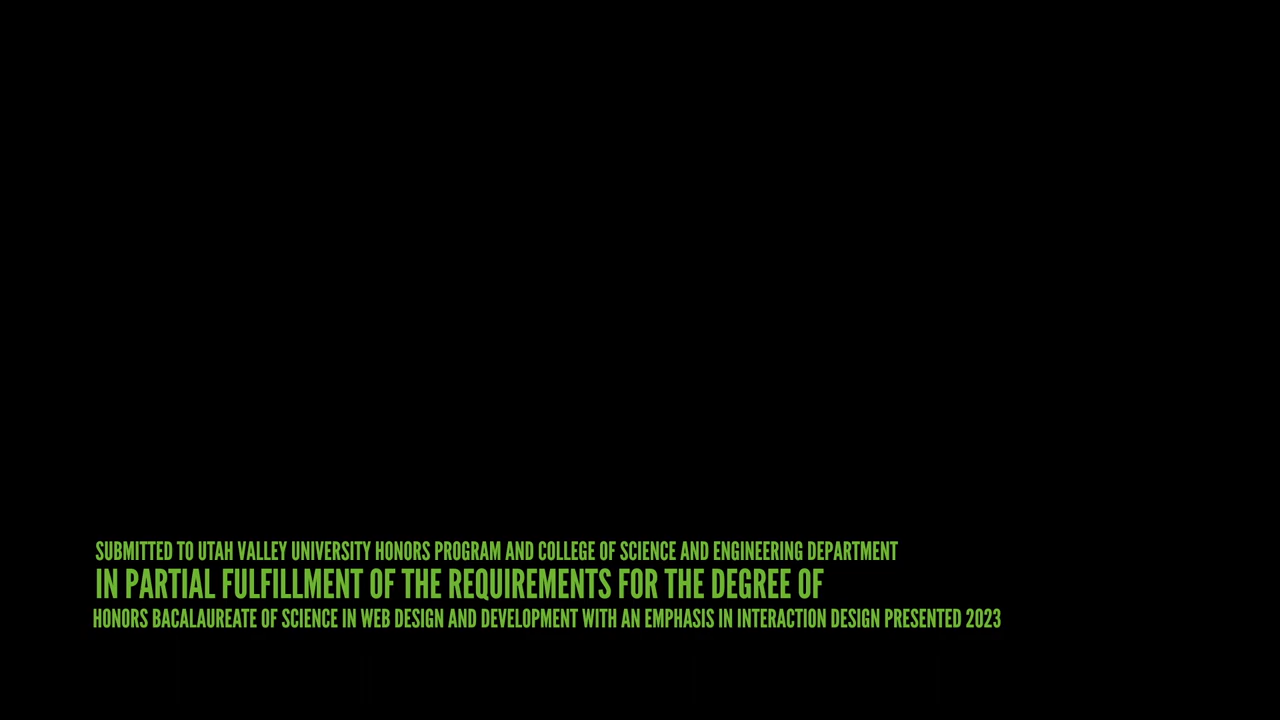 SUBMITTED TO UTAH VALLEY UNIVERSITY HONORS PROGRAM AND COLLEGE OF SCIENCE AND ENGINEERING DEPARTMENT
IN PARTIAL FULFILLMENT OF THE REQUIREMENTS FOR THE DEGREE OF
HONORS BACALAUREATE OF SCIENCE IN WEB DESIGN AND DEVELOPMENT WITH AN EMPHASIS IN INTERACTION DESIGN PRESENTED 2023